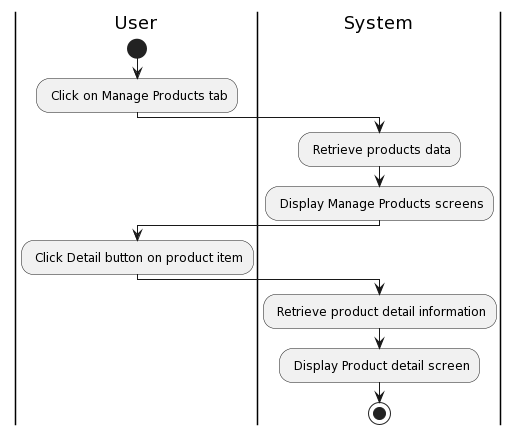 User
System
Click on Manage Products tab
Retrieve products data
Display Manage Products screens
Click Detail button on product item
Retrieve product detail information
Display Product detail screen